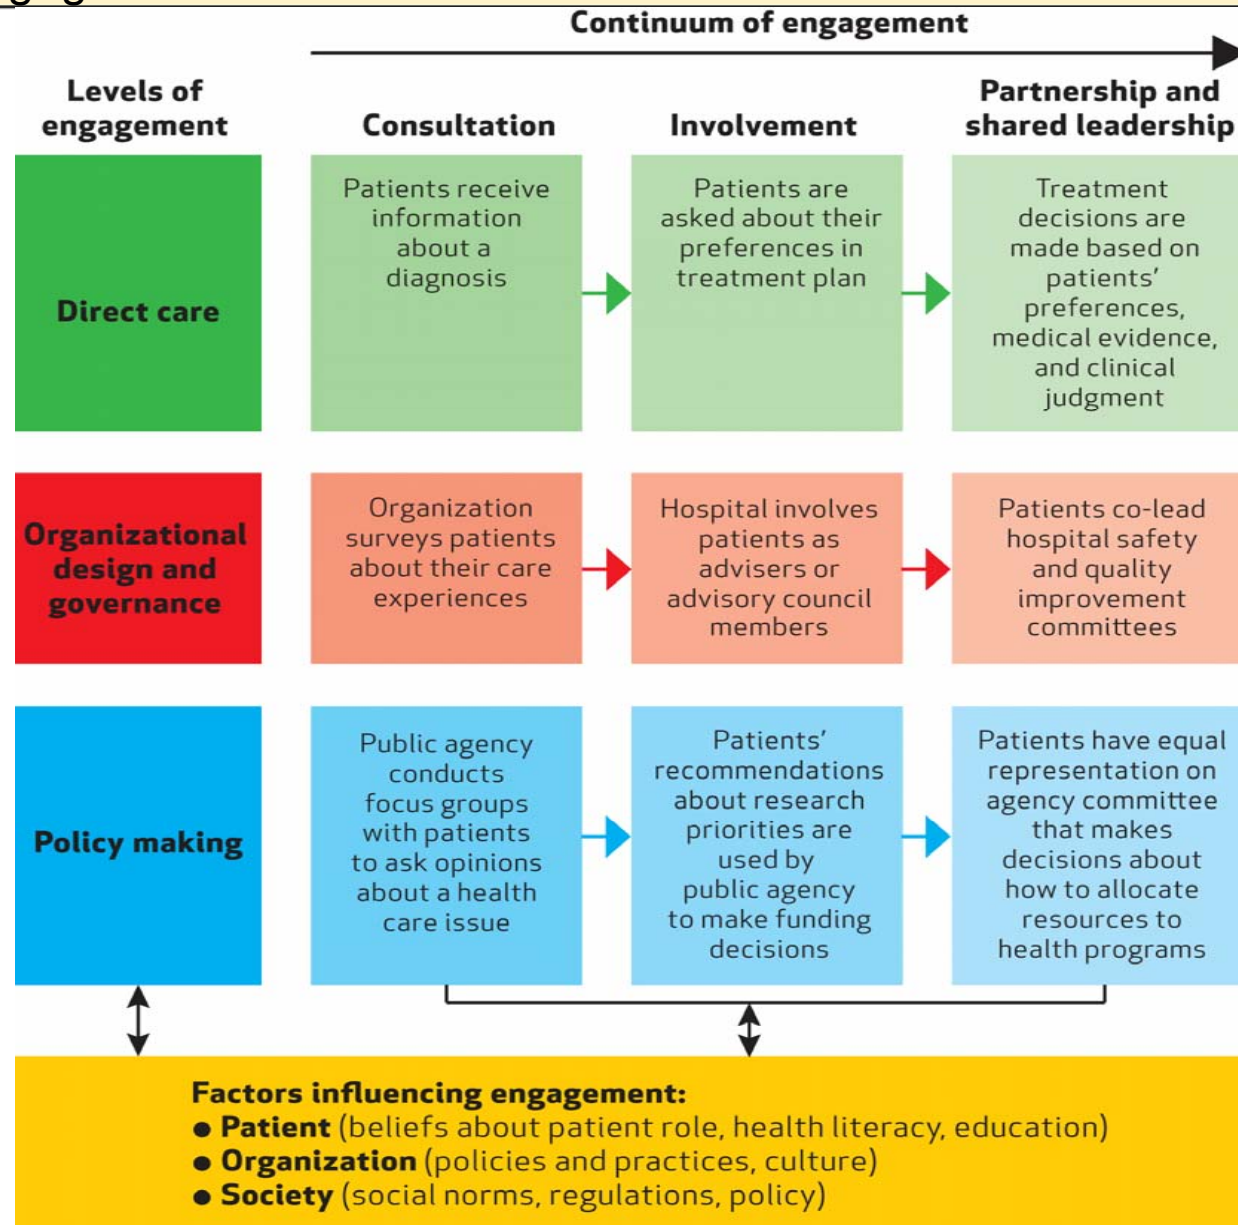 Continuum of engagement
Levels of
engagement
Consultation
Involvement
Partnership and
shared leadership
Direct care
Patients receive
information
about a
diagnosis
Patients are
asked about their
preferences in
treatment plan
Treatment
decisions are
made based on
patients’
preferences,
medical evidence,
and clinical
judgment
Organizational
design and
governance
Organization
surveys patients
about their care
experiences
Hospital involves
patients as
advisers or
advisory council
members
Patients co-lead
hospital safety
and quality
improvement
committees
Policy making
Public agency
conducts
focus groups
with patients
to ask opinions
about a health
care issue
Patients’
recommendations
about research
priorities are
used by
public agency
to make funding
decisions
Patients have equal
representation on
agency committee
that makes
decisions about
how to allocate
resources to
health programs
Factors influencing engagement:
● Patient (beliefs about patient role, health literacy, education)
● Organization (policies and practices, culture)
● Society (social norms, regulations, policy)